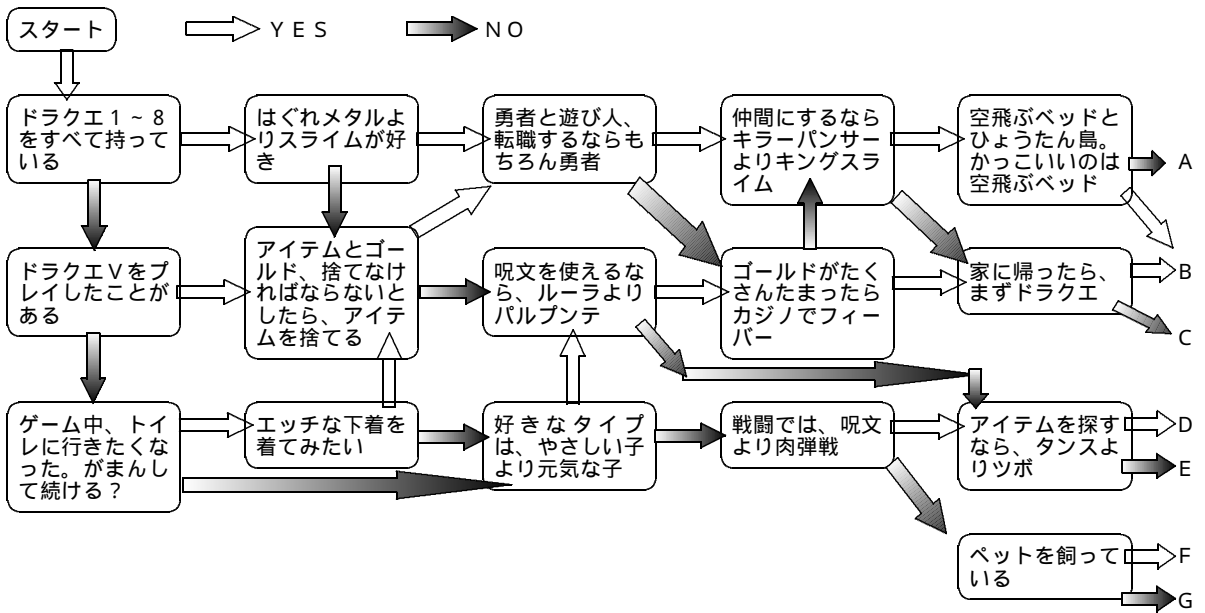 スタート
ＹＥＳ
ＮＯ
ドラクエ１～８
をすべて持って
いる
はぐれメタルよ
りスライムが好
き
勇者と遊び人、
転職するならも
ちろん勇者
仲間にするなら
キラーパンサー
よりキングスラ
イム
空飛ぶベッドと
ひょうたん島。
かっこいいのは
空飛ぶベッド
A
ドラクエＶをプ
レイしたことが
ある
アイテムとゴー
ルド、捨てなけ
ればならないと
したら、アイテ
ムを捨てる
呪文を使えるな
ら、ルーラより
パルプンテ
ゴールドがたく
さんたまったら
カジノでフィー
バー
家に帰ったら、
まずドラクエ
B
C
ゲーム中、トイ
レに行きたくな
った。がまんし
て続ける？
エッチな下着を
着てみたい
好きなタイプ
は、やさしい子
より元気な子
戦闘では、呪文
より肉弾戦
アイテムを探す
なら、タンスよ
りツボ
D
E
ペットを飼って
いる
F
G